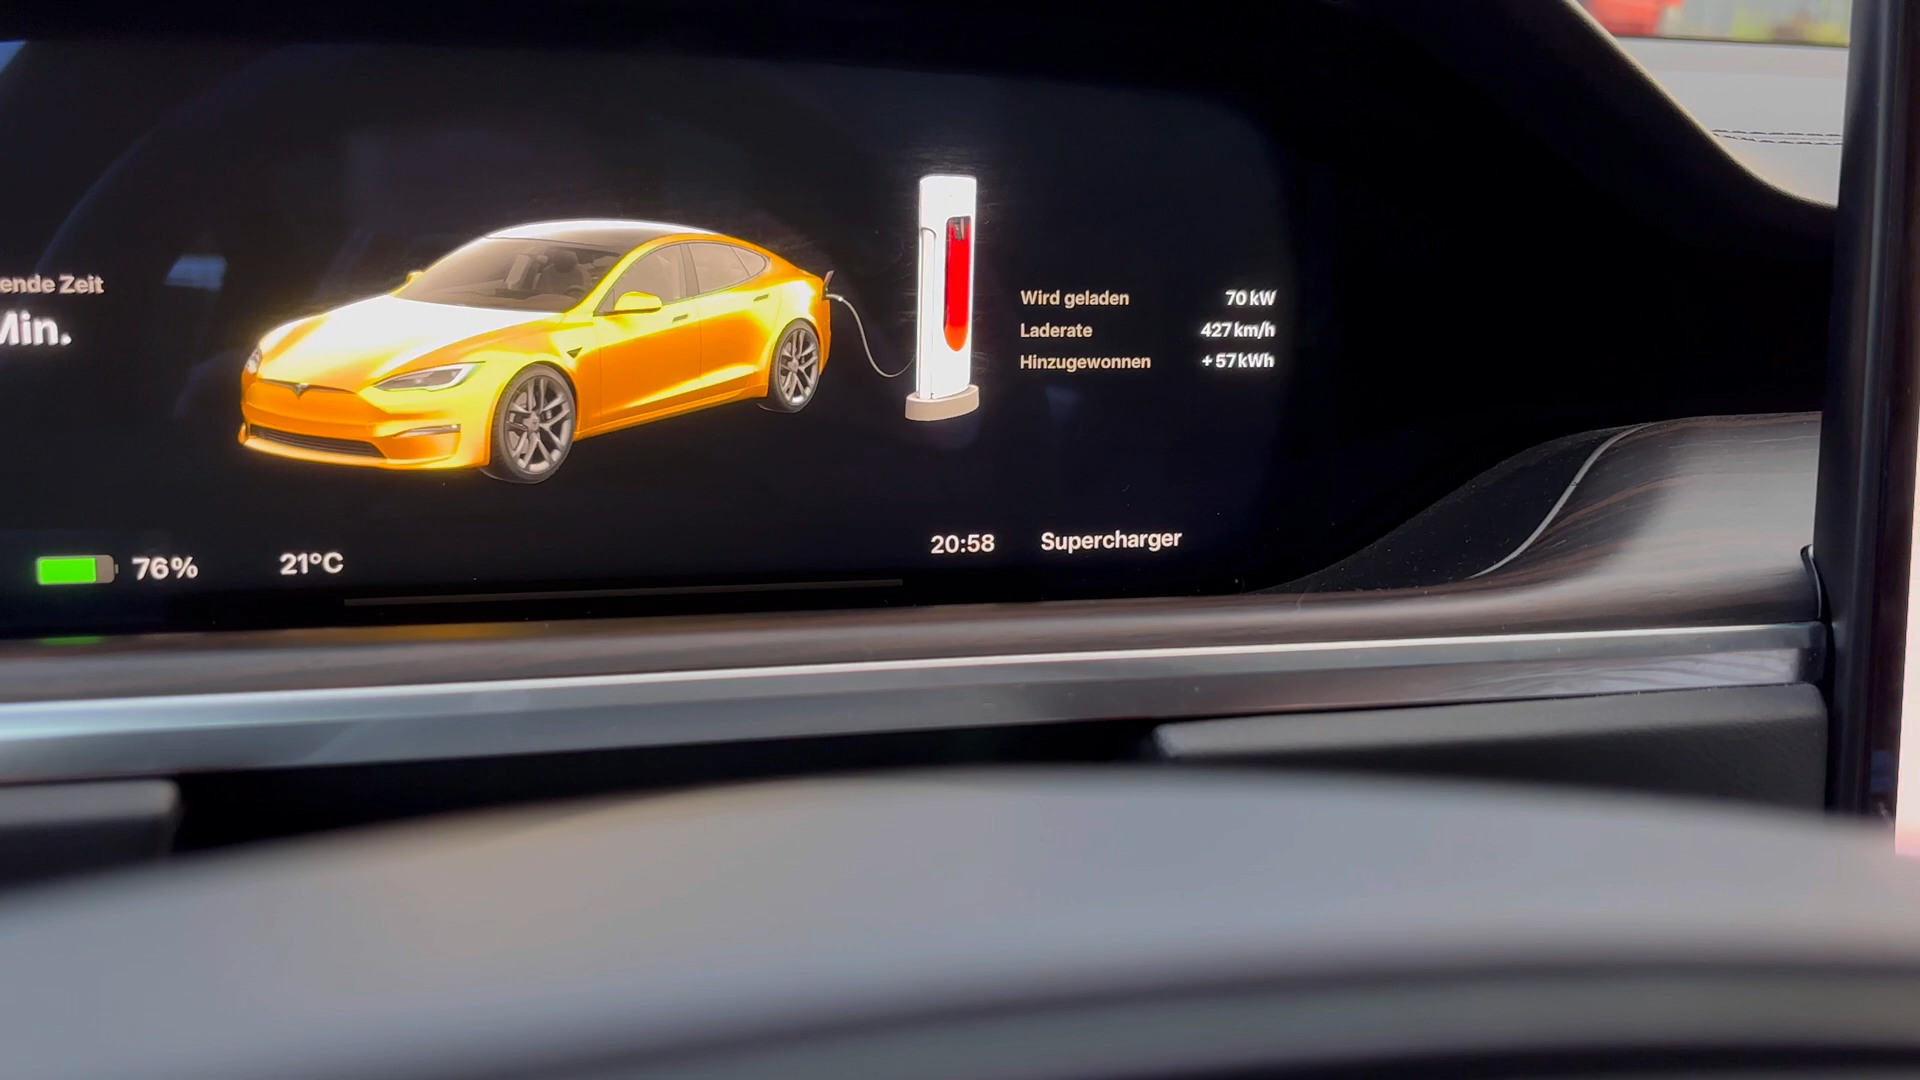 ende Zeit
Min.
Wird geladen 70 kW
Laderate 427 km/h
Hinzugewonnen + 57 kWh
76% 21°C 20:58 Supercharger